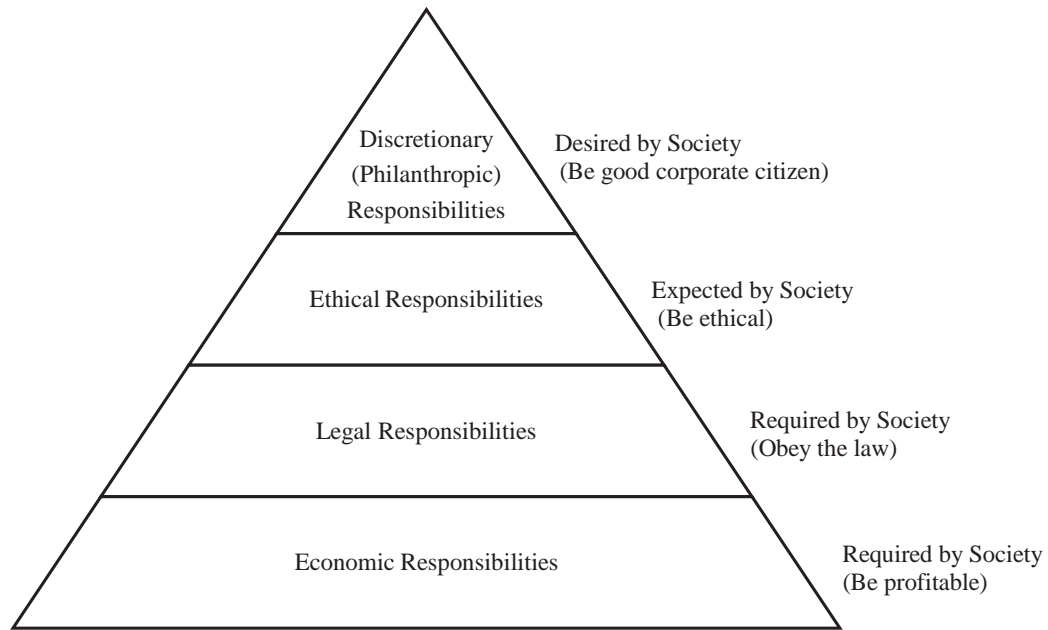 Discretionary
(Philanthropic)
Responsibilities
Desired by Society
(Be good corporate citizen)
Ethical Responsibilities
Expected by Society
(Be ethical)
Legal Responsibilities
Required by Society
(Obey the law)
Economic Responsibilities
Required by Society
(Be profitable)